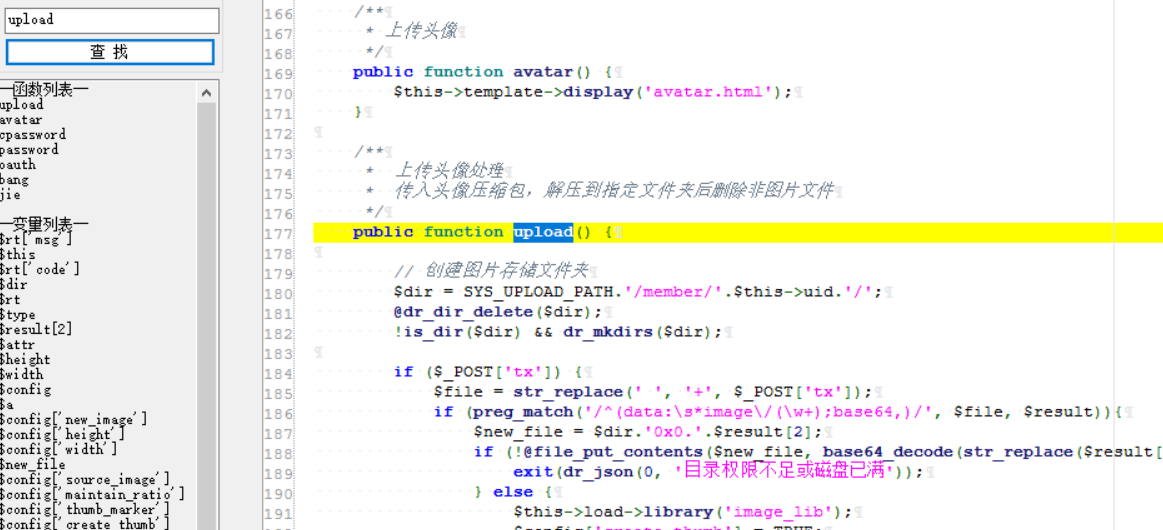 upload
查 找
一函数列表一
upload
avatar
cpassword
password
oauth
bang
jie
一变量列表一
$rt['msg']
$this
$rt['code']
$dir
$rt
$type
$result[2]
$attr
$height
$width
$config
$a
$config['new_image']
$config['height']
$config['width']
$new_file
$config['source_image']
$config['maintain_ratio']
$config['thumb_marker']
$config['create_thumb']
166 /**
167 * 上传头像
168 */
169 public function avatar() {
170 $this->template->display('avatar.html');
171 }
172
173 /**
174 * 上传头像处理
175 * 传入头像压缩包，解压到指定文件夹后删除非图片文件
176 */
177 public function upload() {
178
179 // 创建图片存储文件夹
180 $dir = SYS_UPLOAD_PATH.'/member/'.$this->uid.'/';
181 @dr_dir_delete($dir);
182 !is_dir($dir) && dr_mkdirs($dir);
183
184 if ($_POST['tx']) {
185 $file = str_replace(' ', '+', $_POST['tx']);
186 if (preg_match('/^(data:\s*image\/(\w+);base64,)/', $file, $result)){
187 $new_file = $dir.'0x0.'.$result[2];
188 if (!@file_put_contents($new_file, base64_decode(str_replace($result[
189 exit(dr_json(0, '目录权限不足或磁盘已满'));
190 } else {
191 $this->load->library('image_lib');
$config['create_thumb'] = TRUE;